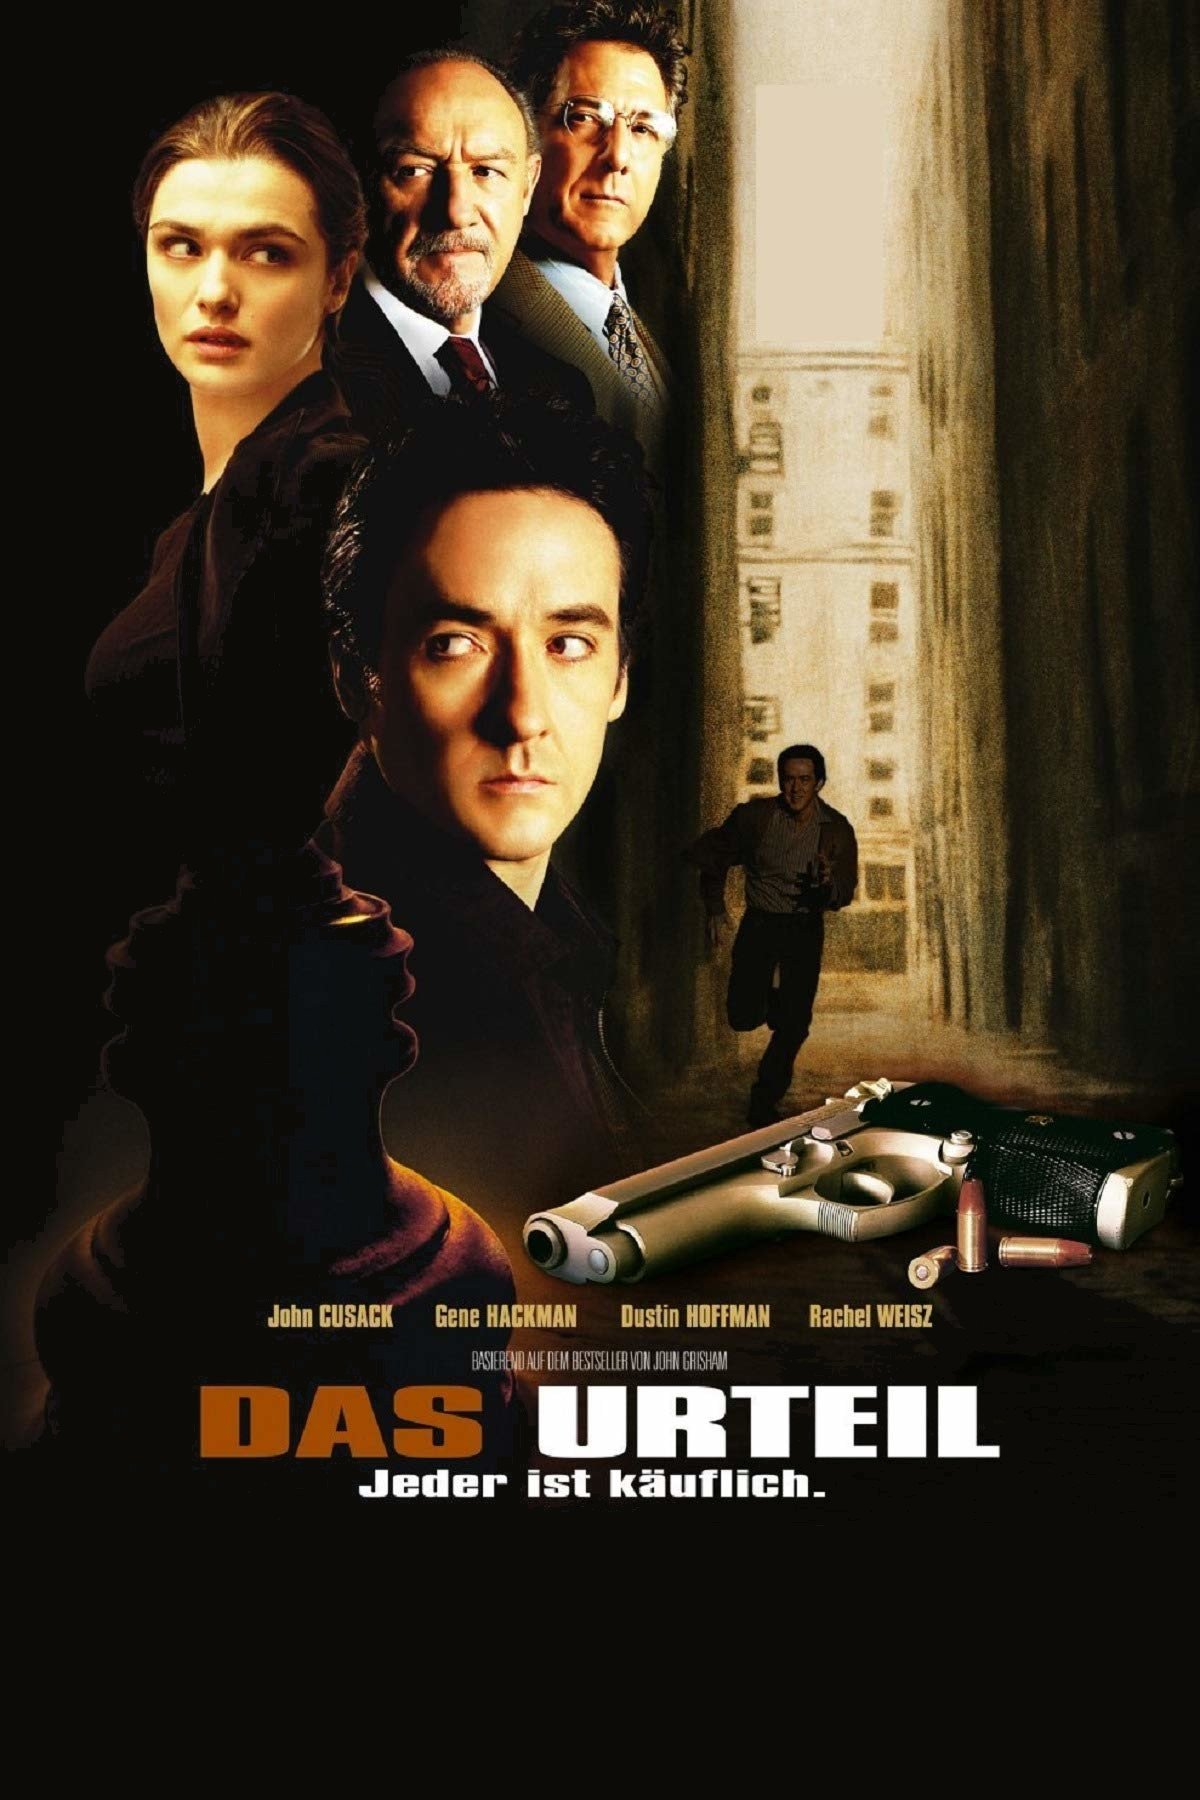 John CUSACK Gene HACKMAN Dustin HOFFMAN Rachel WEISZ
BASIEREND AUF DEM BESTSELLER VON JOHN GRISHAM
DAS URTEIL
Jeder ist käuflich.